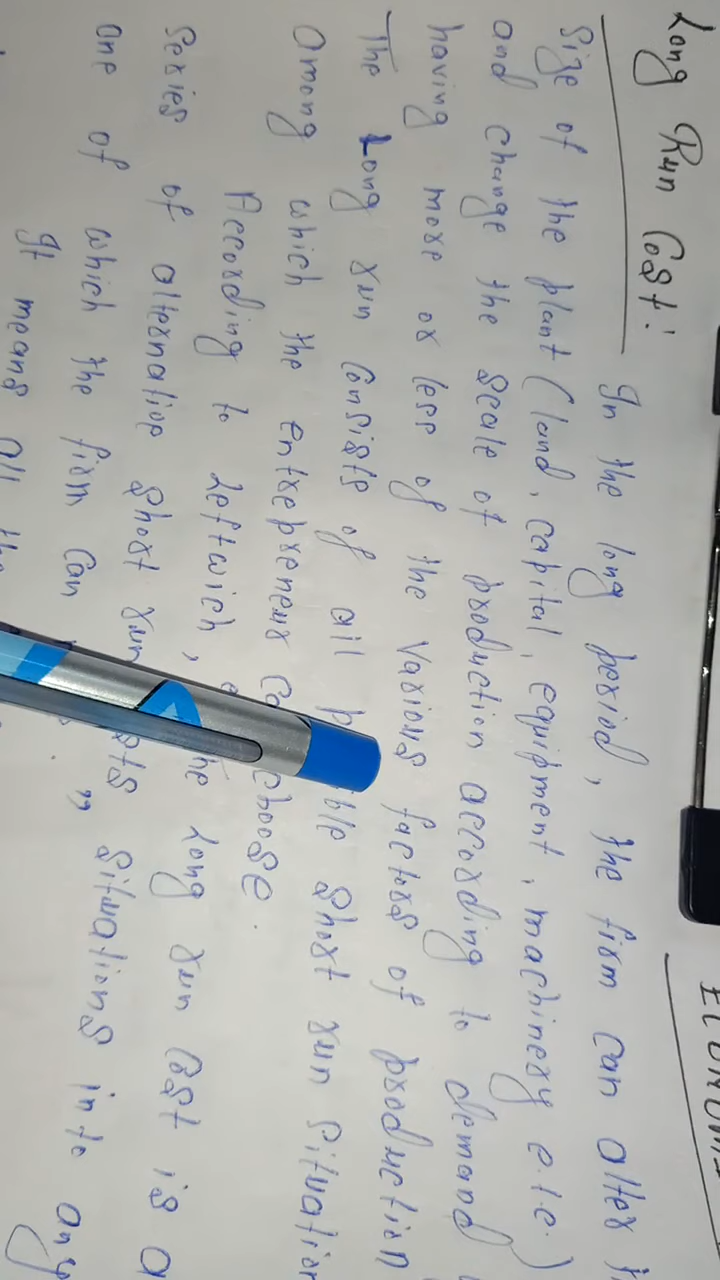 ECONOMI
Long Run Cost:
In the long period, the firm can alter
Size of the plant (land, capital, equipment, machinery e.t.c.)
and change the Scale of production according to demand
having more or less of the various factors of production
The Long run Consists of all short run Situation
among which the entrepreneur choose.
According to Leftwich, Long run Cost is a
Series of alternative Short run Situations into any
one of which the firm can "
It means all the